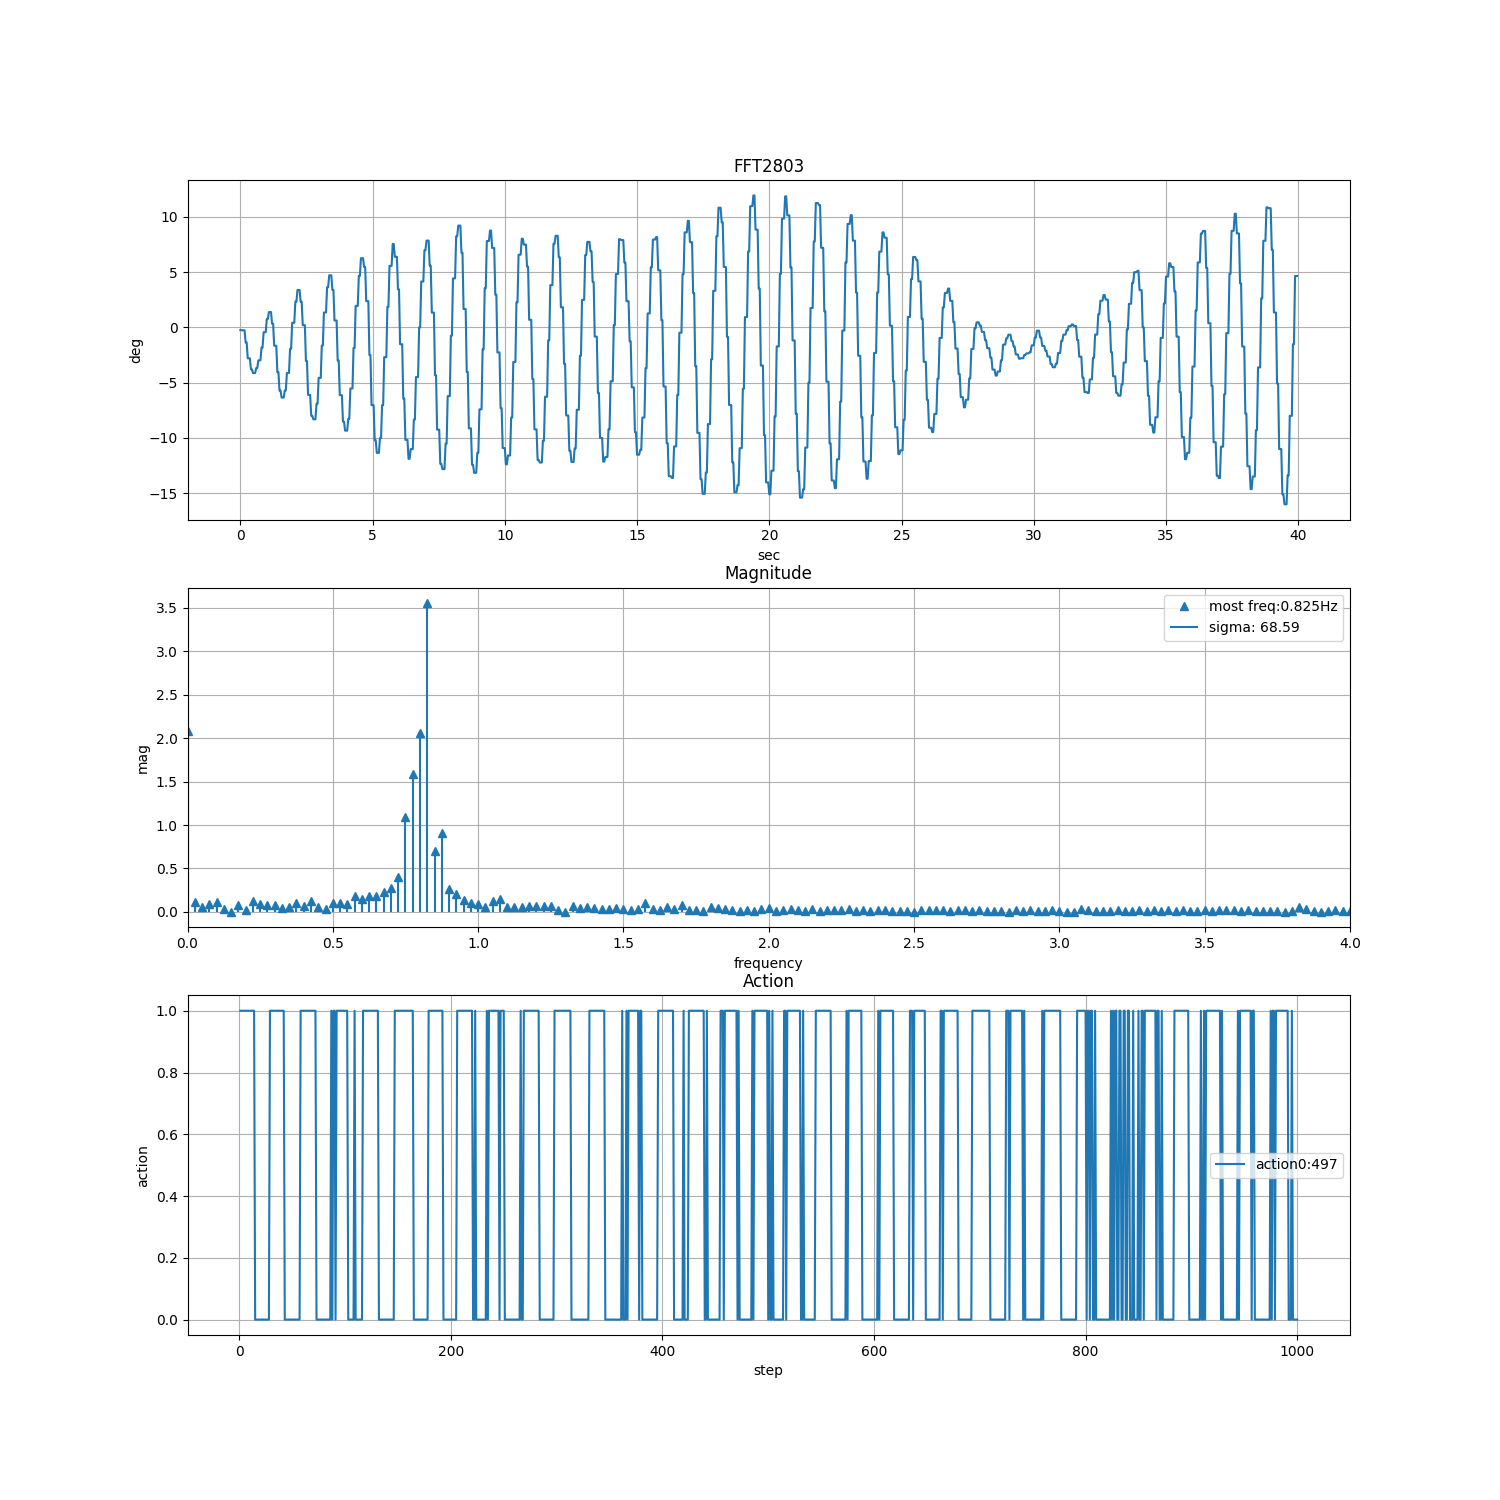 FFT2803
10
5
0
−5
−10
−15
deg
0 5 10 15 20 25 30 35 40
sec
Magnitude
most freq:0.825Hz
sigma: 68.59
3.5
3.0
2.5
2.0
1.5
1.0
0.5
0.0
mag
0.0 0.5 1.0 1.5 2.0 2.5 3.0 3.5 4.0
frequency
Action
1.0
0.8
0.6
0.4
0.2
0.0
action
action0:497
0 200 400 600 800 1000
step